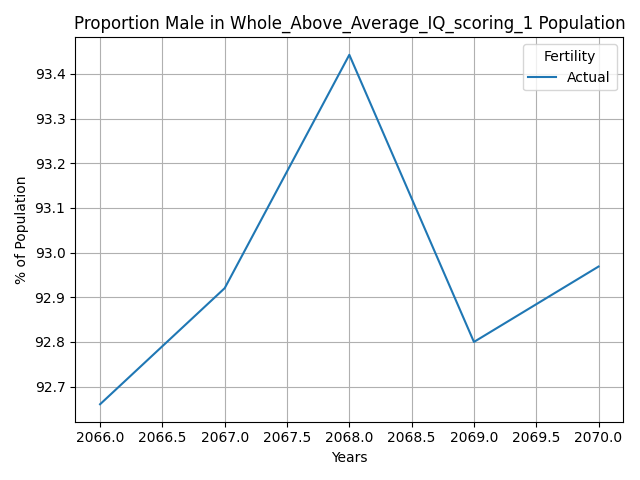 Proportion Male in Whole_Above_Average_IQ_scoring_1 Population
Fertility
Actual
93.4
93.3
93.2
93.1
93.0
92.9
92.8
92.7
% of Population
2066.0 2066.5 2067.0 2067.5 2068.0 2068.5 2069.0 2069.5 2070.0
Years